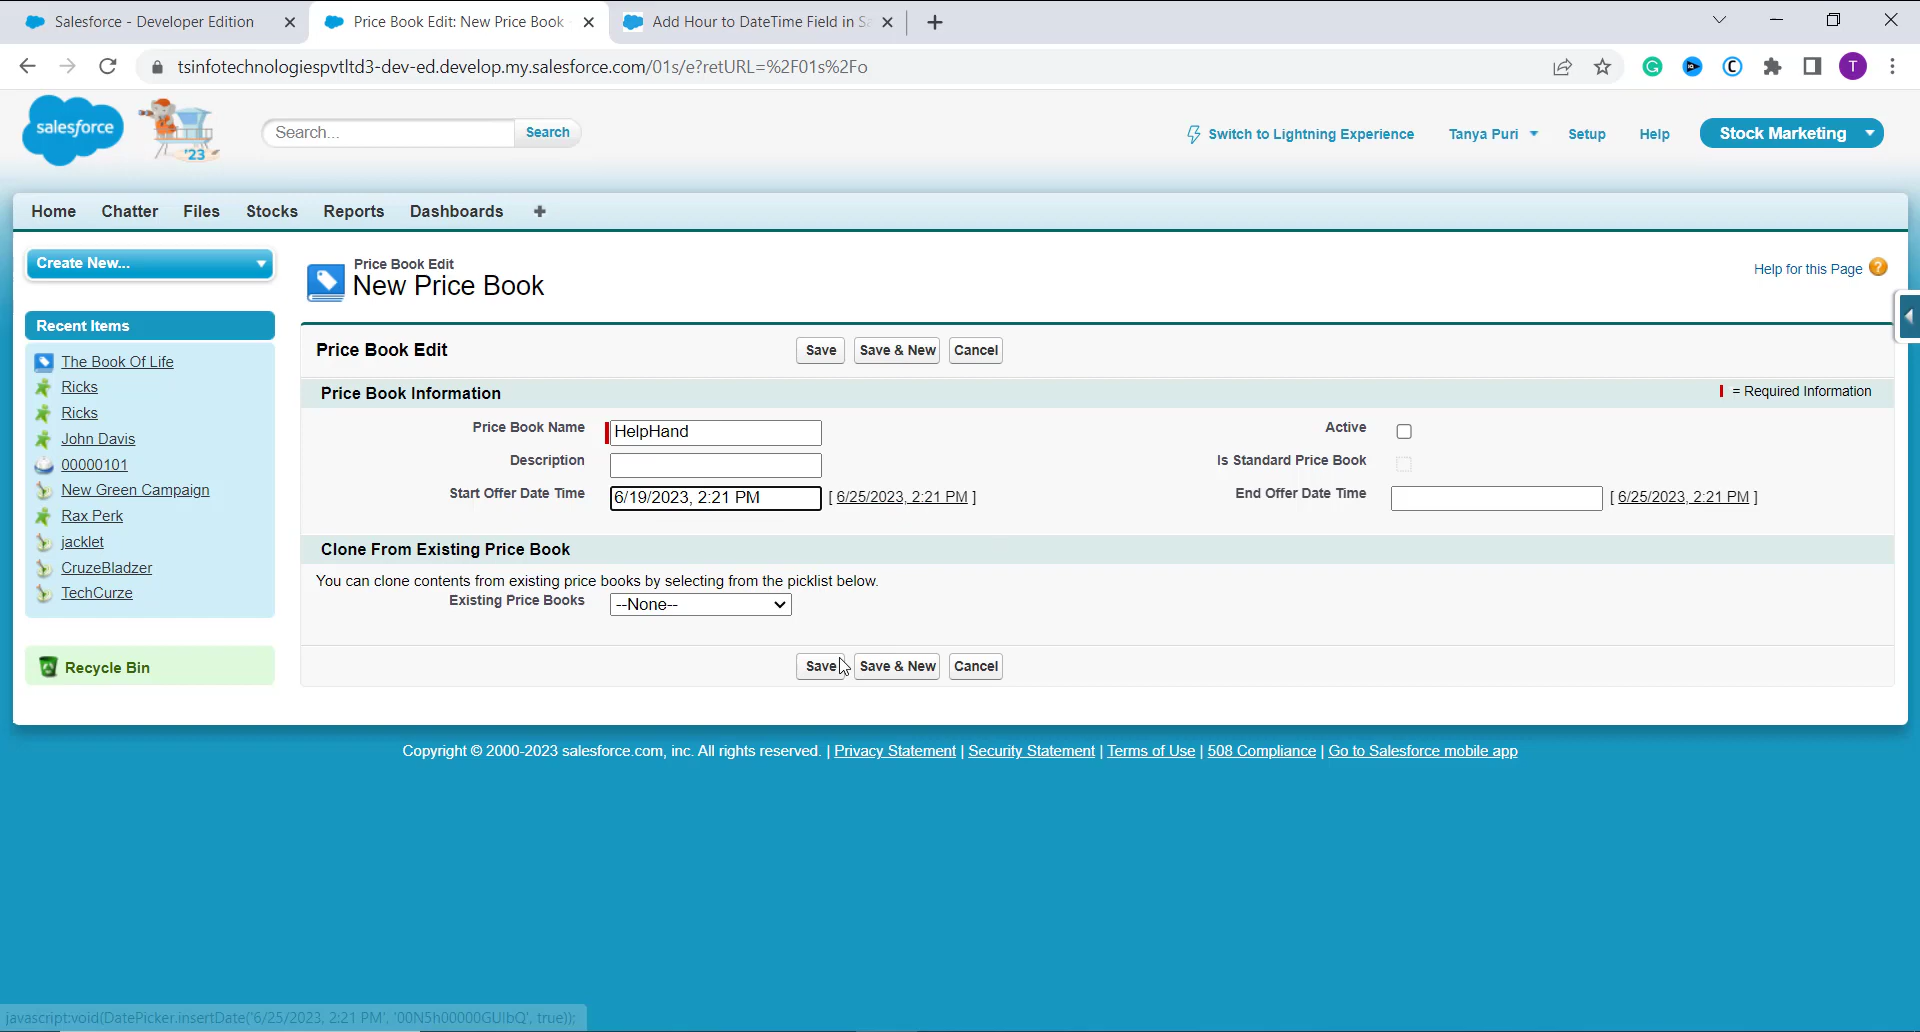 Salesforce - Developer Edition
Price Book Edit: New Price Book
Add Hour to DateTime Field in Sa
tsinfotechnologiespvtltd3-dev-ed.develop.my.salesforce.com/01s/e?retURL=%2F01s%2Fo
T
salesforce
'23
Search...
Search
Switch to Lightning Experience
Tanya Puri
Setup
Help
Stock Marketing
Home
Chatter
Files
Stocks
Reports
Dashboards
Create New...
Price Book Edit
New Price Book
Help for this Page
Recent Items
The Book Of Life
Ricks
Ricks
John Davis
00000101
New Green Campaign
Rax Perk
jacklet
CruzeBladzer
TechCurze
Recycle Bin
Price Book Edit
Save
Save & New
Cancel
Price Book Information
= Required Information
Price Book Name
HelpHand
Active
Description
Is Standard Price Book
Start Offer Date Time
6/19/2023, 2:21 PM
[ 6/25/2023, 2:21 PM ]
End Offer Date Time
[ 6/25/2023, 2:21 PM ]
Clone From Existing Price Book
You can clone contents from existing price books by selecting from the picklist below.
Existing Price Books
--None--
Save
Save & New
Cancel
Copyright © 2000-2023 salesforce.com, inc. All rights reserved. | Privacy Statement | Security Statement | Terms of Use | 508 Compliance | Go to Salesforce mobile app
javascript:void(DatePicker.insertDate('6/25/2023, 2:21 PM', '00N5h00000GUIbQ', true));